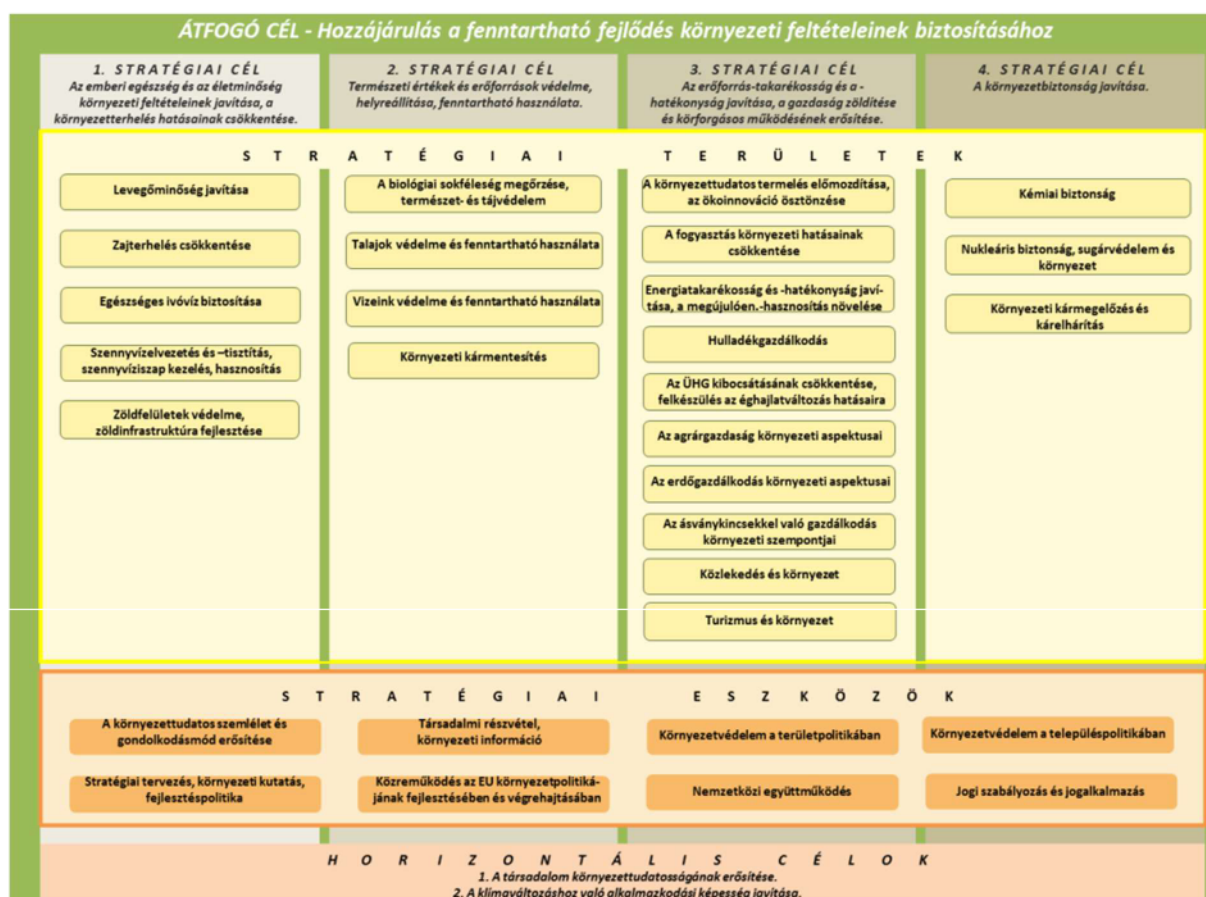 ÁTFOGÓ CÉL - Hozzájárulás a fenntartható fejlődés környezeti feltételeinek biztosításához
1. STRATÉGIAI CÉL
Az emberi egészség és az életminőség
környezeti feltételeinek javítása, a
környezetterhelés hatásainak csökkentése.
2. STRATÉGIAI CÉL
Természeti értékek és erőforrások védelme,
helyreállítása, fenntartható használata.
3. STRATÉGIAI CÉL
Az erőforrás-takarékosság és a -
hatékonyság javítása, a gazdaság zöldítése
és körforgásos működésének erősítése.
4. STRATÉGIAI CÉL
A környezetbiztonság javítása.
STRATÉGIAI TERÜLETEK
Levegőminőség javítása
Zajterhelés csökkentése
Egészséges ivóvíz biztosítása
Szennyvízelvezetés és –tisztítás,
szennyvíziszap kezelés, hasznosítás
Zöldfelületek védelme,
zöldinfrastruktúra fejlesztése
A biológiai sokféleség megőrzése,
természet- és tájvédelem
Talajok védelme és fenntartható használata
Vizeink védelme és fenntartható használata
Környezeti kármentesítés
A környezettudatos termelés előmozdítása,
az ökoinnováció ösztönzése
A fogyasztás környezeti hatásainak
csökkentése
Energiatakarékosság és -hatékonyság javí-
tása, a megújulóen.-hasznosítás növelése
Hulladékgazdálkodás
Az ÜHG kibocsátásának csökkentése,
felkészülés az éghajlatváltozás hatásaira
Az agrárgazdaság környezeti aspektusai
Az erdőgazdálkodás környezeti aspektusai
Az ásványkincsekkel való gazdálkodás
környezeti szempontjai
Közlekedés és környezet
Turizmus és környezet
Kémiai biztonság
Nukleáris biztonság, sugárvédelem és
környezet
Környezeti kármegelőzés és
kárelhárítás
STRATÉGIAI ESZKÖZÖK
A környezettudatos szemlélet és
gondolkodásmód erősítése
Társadalmi részvétel,
környezeti információ
Környezetvédelem a területpolitikában
Környezetvédelem a településpolitikában
Stratégiai tervezés, környezeti kutatás,
fejlesztéspolitika
Közreműködés az EU környezetpolitiká-
jának fejlesztésében és végrehajtásában
Nemzetközi együttműködés
Jogi szabályozás és jogalkalmazás
HORIZONTÁLIS CÉLOK
1. A társadalom környezettudatosságának erősítése.
2. A klímaváltozáshoz való alkalmazkodási képesség javítása.